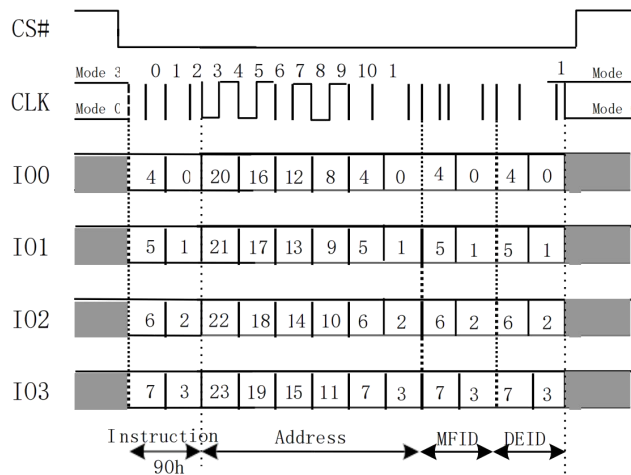 CS#
Mode 3 0 1 2 3 4 5 6 7 8 9 10 1 1 Mode
CLK
Mode 0 Mode
IO0 4 0 20 16 12 8 4 0 4 0 4 0
IO1 5 1 21 17 13 9 5 1 5 1 5 1
IO2 6 2 22 18 14 10 6 2 6 2 6 2
IO3 7 3 23 19 15 11 7 3 7 3 7 3
Instruction Address MFID DEID
90h